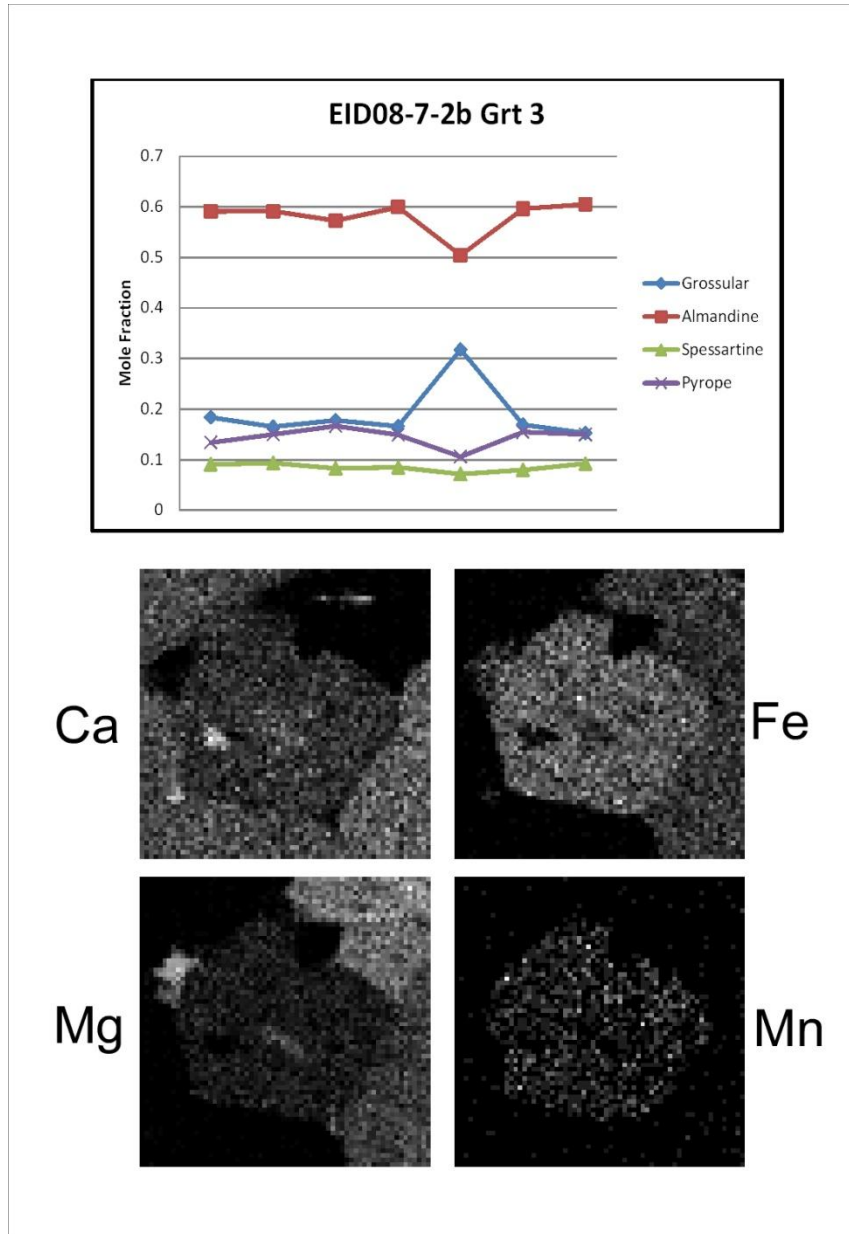 EID08-7-2b Grt 3
0.7
0.6
0.5
0.4
0.3
0.2
0.1
0
Mole Fraction
Grossular
Almandine
Spessartine
Pyrope
Ca
Fe
Mg
Mn